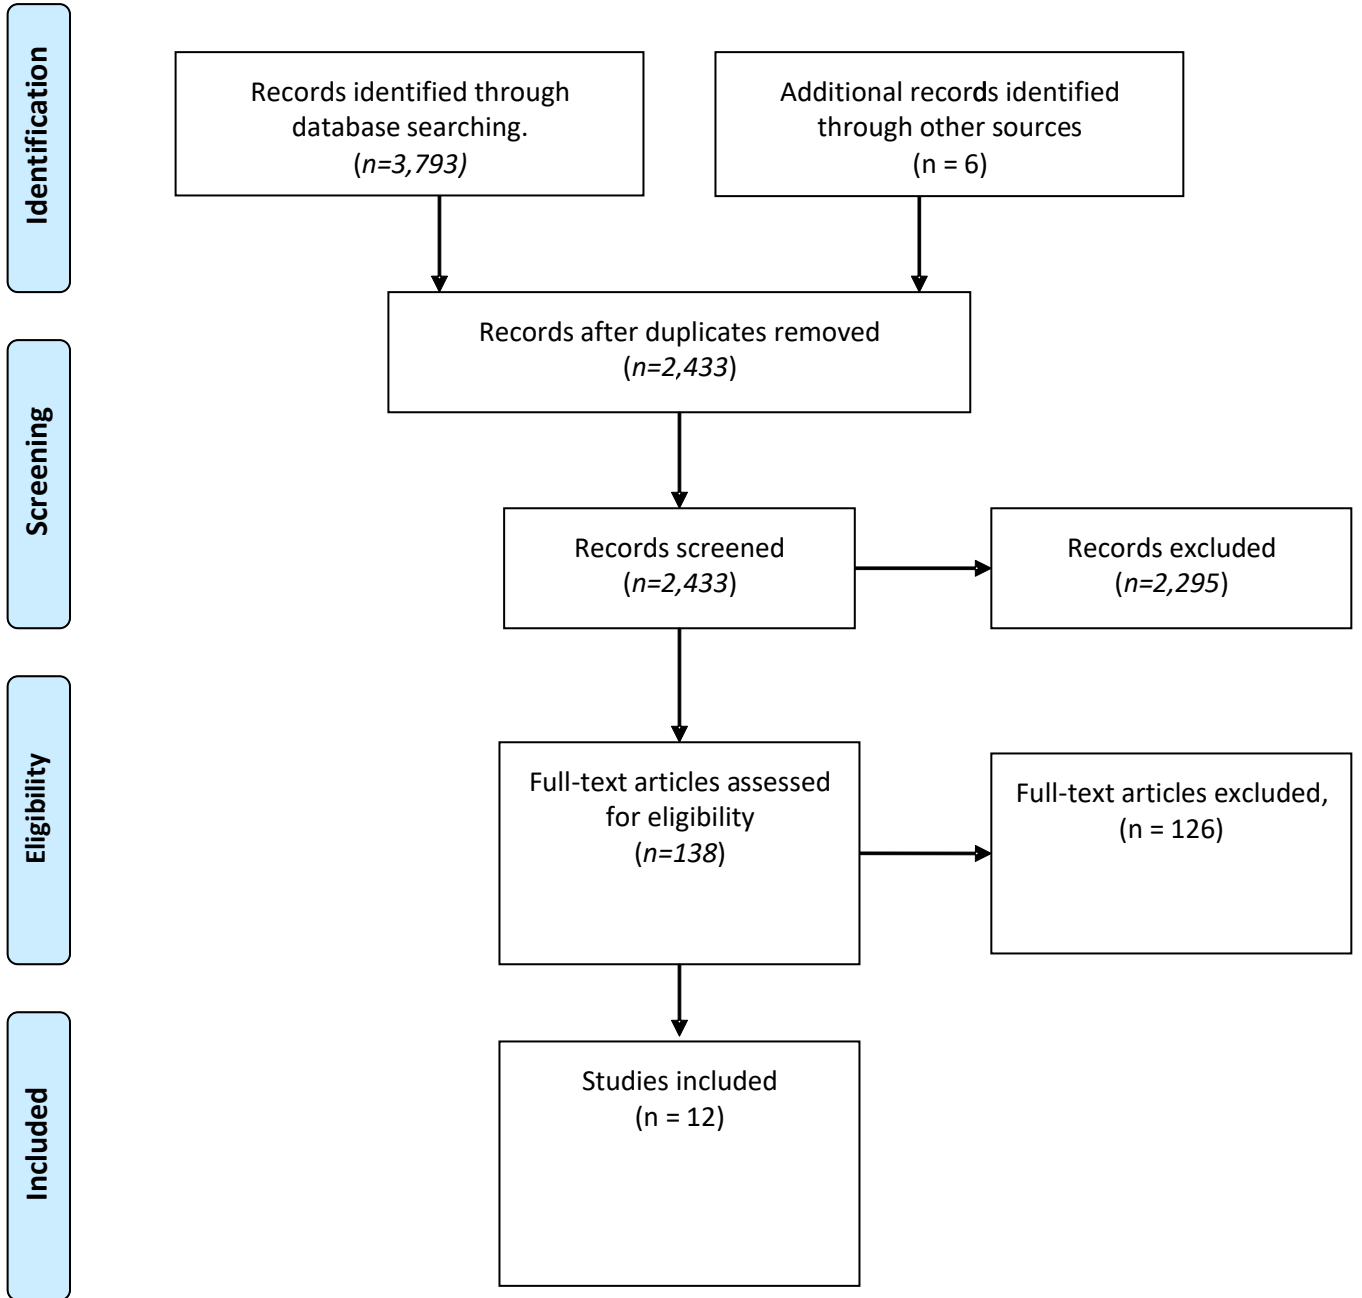 Identification
Records identified through
database searching.
(n=3,793)
Additional records identified
through other sources
(n = 6)
Records after duplicates removed
(n=2,433)
Screening
Records screened
(n=2,433)
Records excluded
(n=2,295)
Eligibility
Full-text articles assessed
for eligibility
(n=138)
Full-text articles excluded,
(n = 126)
Included
Studies included
(n = 12)